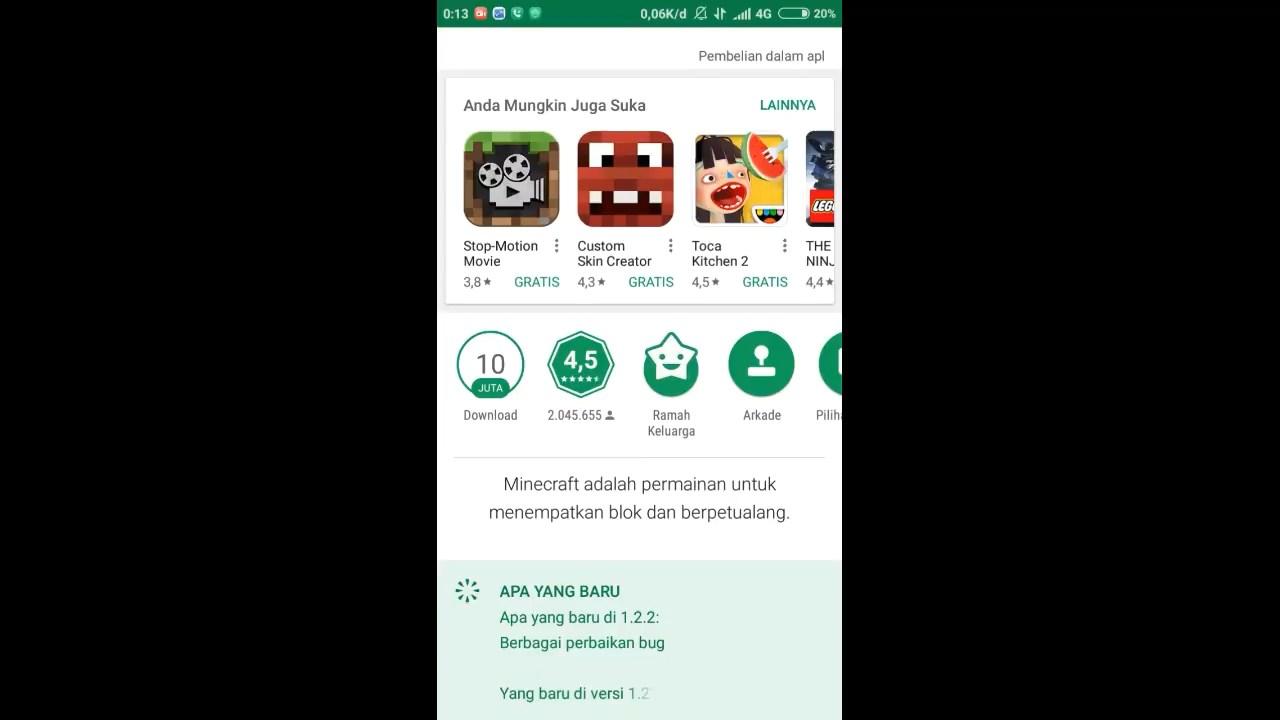 0:13 0,06K/d 4G 20%
Pembelian dalam apl
Anda Mungkin Juga Suka LAINNYA
Stop-Motion Custom Toca THE
Movie Skin Creator Kitchen 2 NINJ
3,8★ GRATIS 4,3★ GRATIS 4,5★ GRATIS 4,4★
LEGO
10 4,5
JUTA
Download 2.045.655 Ramah Arkade Piliha
Keluarga
Minecraft adalah permainan untuk
menempatkan blok dan berpetualang.
APA YANG BARU
Apa yang baru di 1.2.2:
Berbagai perbaikan bug
Yang baru di versi 1.2